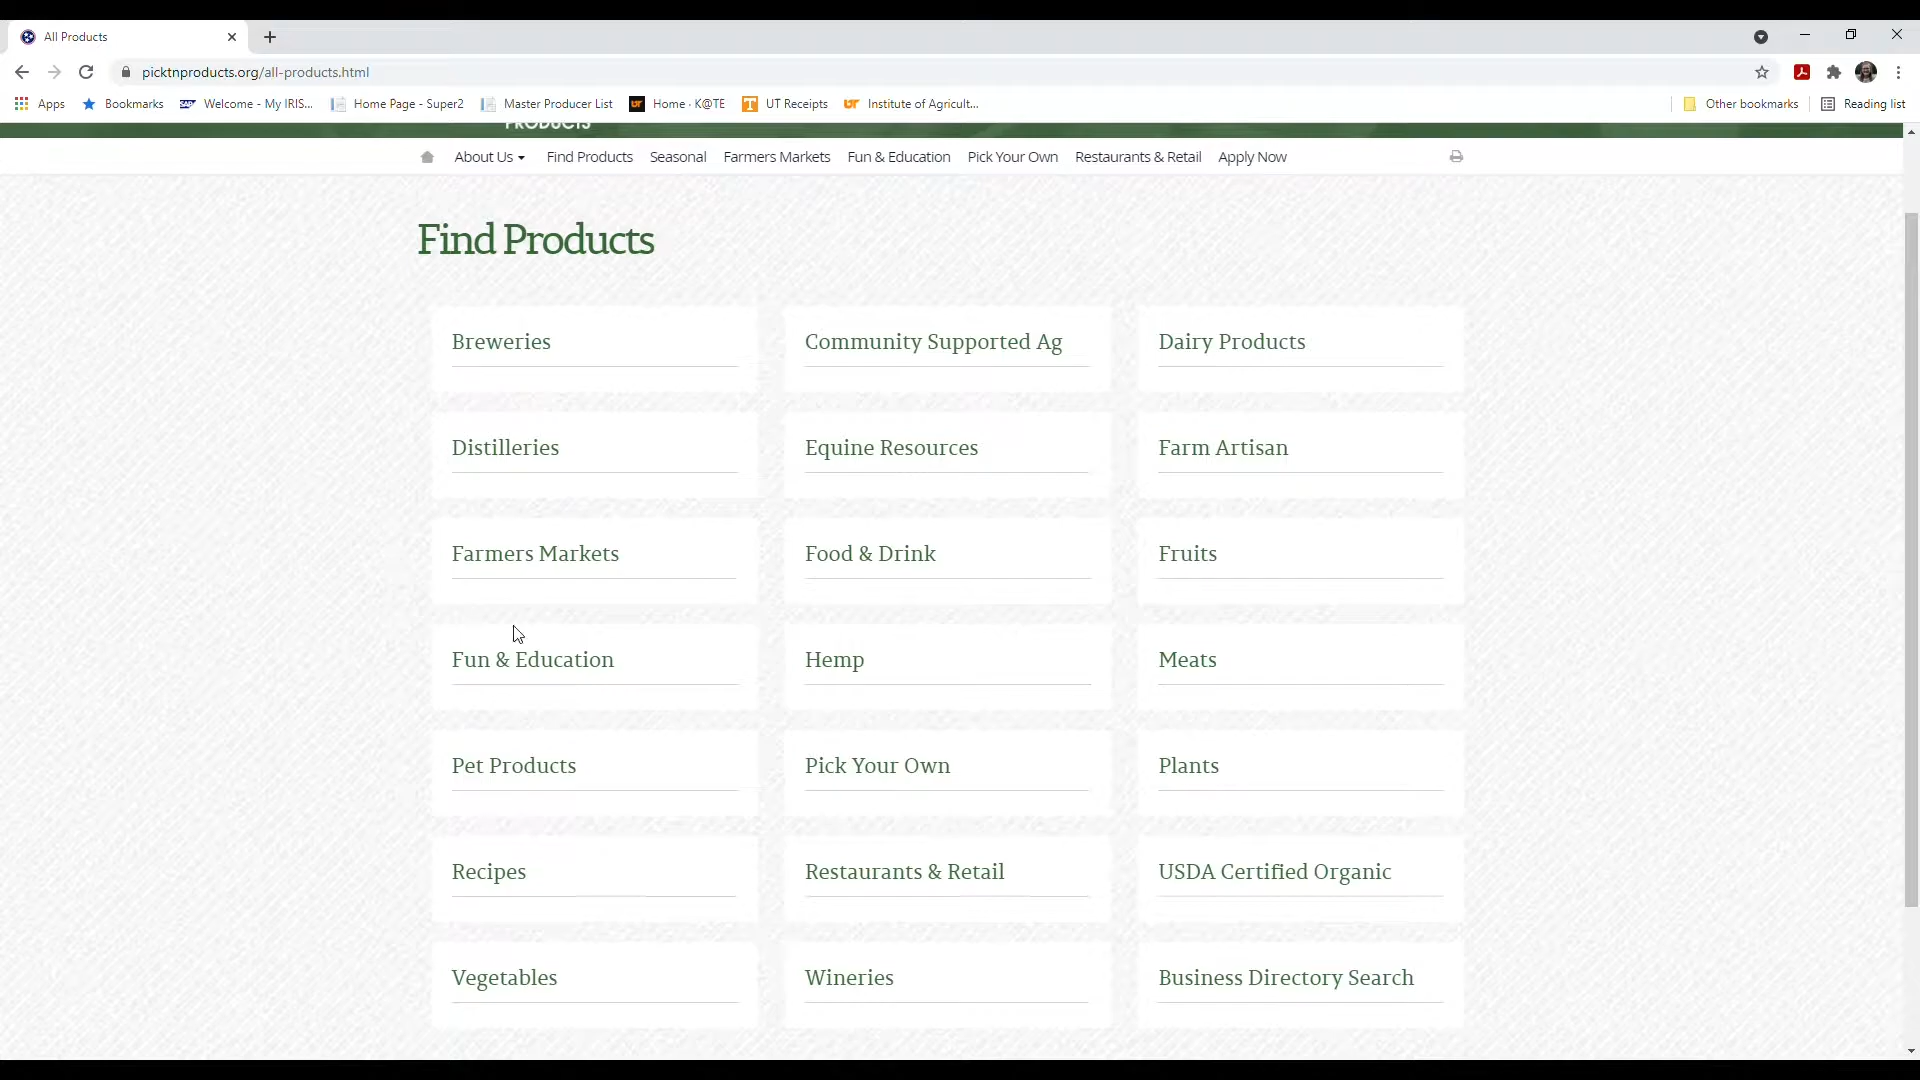 All Products
picktnproducts.org/all-products.html
Apps Bookmarks Welcome - My IRIS... Home Page - Super2 Master Producer List Home · K@TE UT Receipts Institute of Agricult... Other bookmarks Reading list
PRODUCTS
About Us Find Products Seasonal Farmers Markets Fun & Education Pick Your Own Restaurants & Retail Apply Now
Find Products
Breweries Community Supported Ag Dairy Products
Distilleries Equine Resources Farm Artisan
Farmers Markets Food & Drink Fruits
Fun & Education Hemp Meats
Pet Products Pick Your Own Plants
Recipes Restaurants & Retail USDA Certified Organic
Vegetables Wineries Business Directory Search